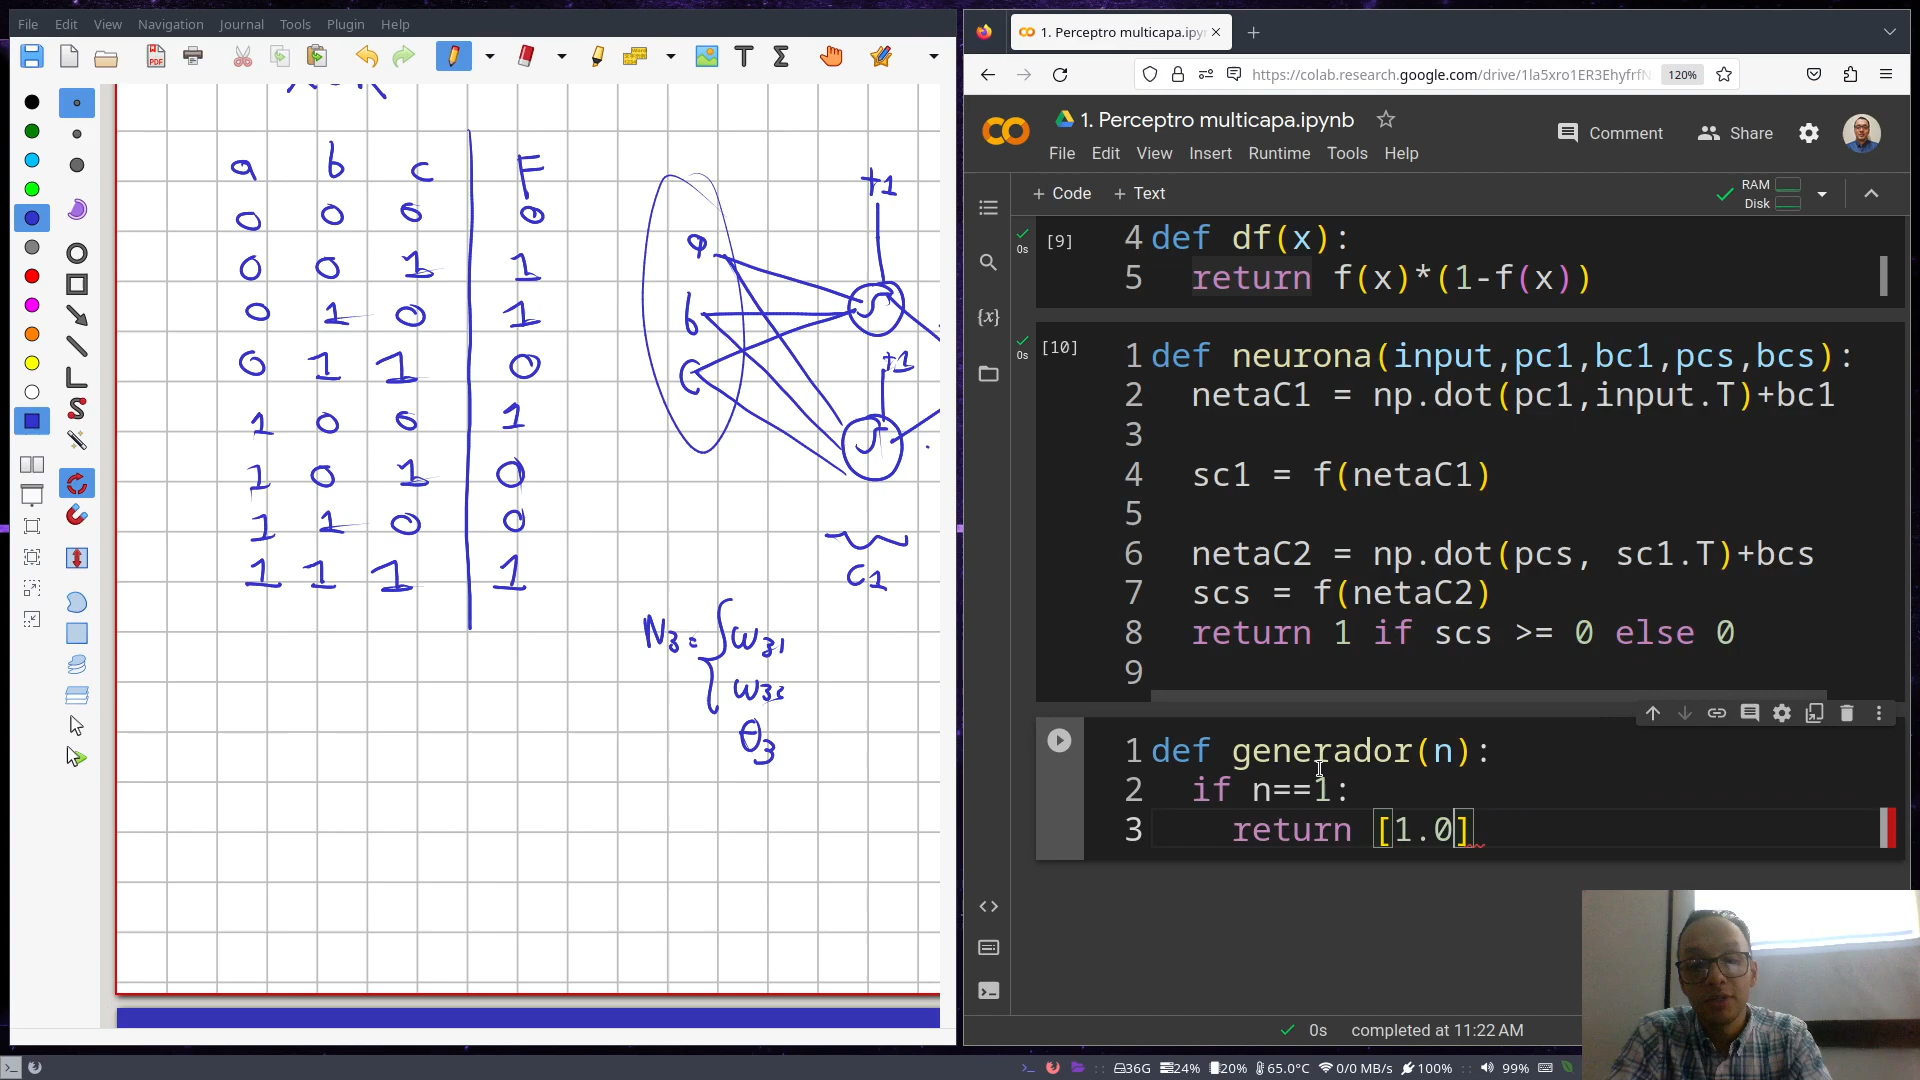 File Edit View Navigation Journal Tools Plugin Help
a b c F
0 0 0 0
0 0 1 1
0 1 0 1
0 1 1 0
1 0 0 1
1 0 1 0
1 1 0 0
1 1 1 1
+1
a
b
c
+1
C1
N3 = { w31
θ3
1. Perceptro multicapa.ipy
https://colab.research.google.com/drive/1la5xro1ER3EhyfrfN
120%
1. Perceptro multicapa.ipynb
Comment Share
File Edit View Insert Runtime Tools Help
+ Code + Text
RAM
Disk
0s [9] 4 def df(x):
5 return f(x)*(1-f(x))
0s [10] 1 def neurona(input,pc1,bc1,pcs,bcs):
2 netaC1 = np.dot(pc1,input.T)+bc1
3
4 sc1 = f(netaC1)
5
6 netaC2 = np.dot(pcs, sc1.T)+bcs
7 scs = f(netaC2)
8 return 1 if scs >= 0 else 0
9
1 def generador(n):
2 if n==1:
3 return [1.0]
{x}
0s completed at 11:22 AM
36G 24% 20% 65.0°C 0/0 MB/s 100% 99%